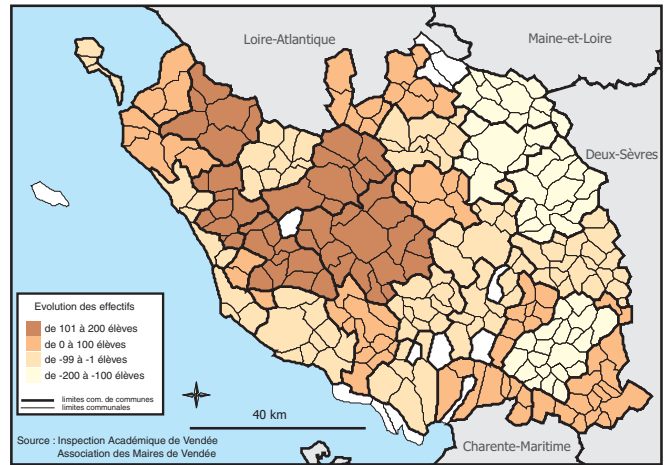 Loire-Atlantique
Maine-et-Loire
Deux-Sèvres
Evolution des effectifs
de 101 à 200 élèves
de 0 à 100 élèves
de -99 à -1 élèves
de -200 à -100 élèves
limites com. de communes
limites communales
40 km
Source : Inspection Académique de Vendée
Association des Maires de Vendée
Charente-Maritime